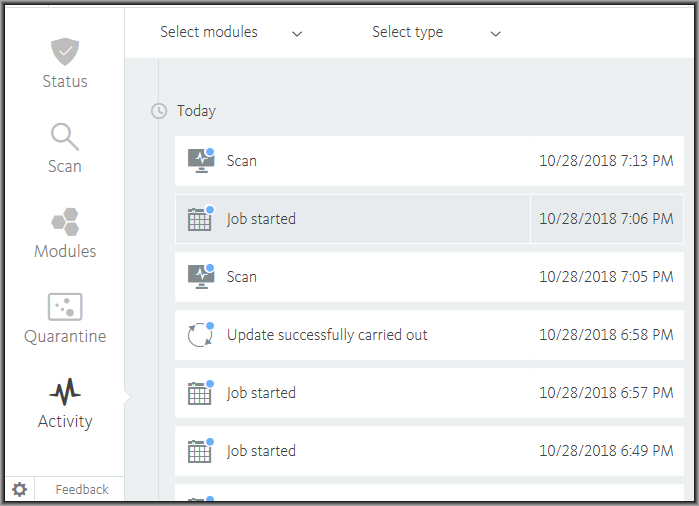 Select modules
Select type
Status
Scan
Modules
Quarantine
Activity
Feedback
Today
Scan 10/28/2018 7:13 PM
Job started 10/28/2018 7:06 PM
Scan 10/28/2018 7:05 PM
Update successfully carried out 10/28/2018 6:58 PM
Job started 10/28/2018 6:57 PM
Job started 10/28/2018 6:49 PM